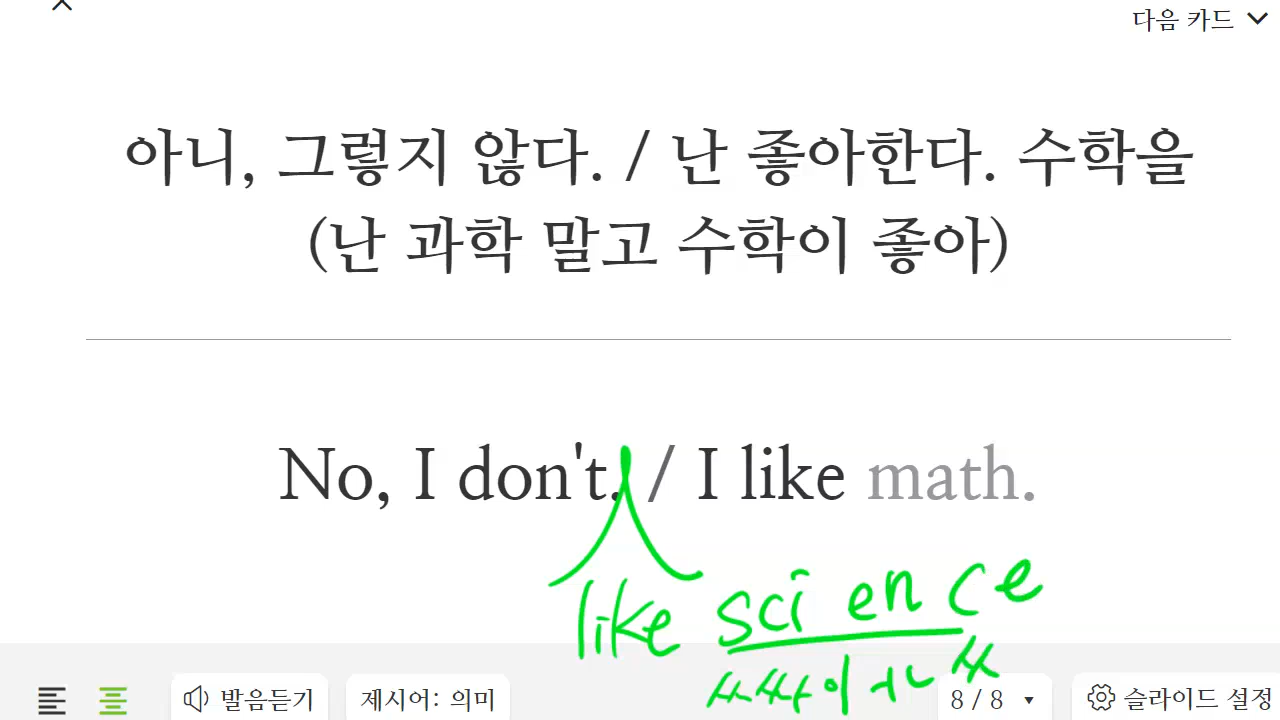 다음 카드
아니, 그렇지 않다. / 난 좋아한다. 수학을
(난 과학 말고 수학이 좋아)
No, I don't. / I like math.
like science
발음듣기 제시어: 의미 8 / 8 슬라이드 설정